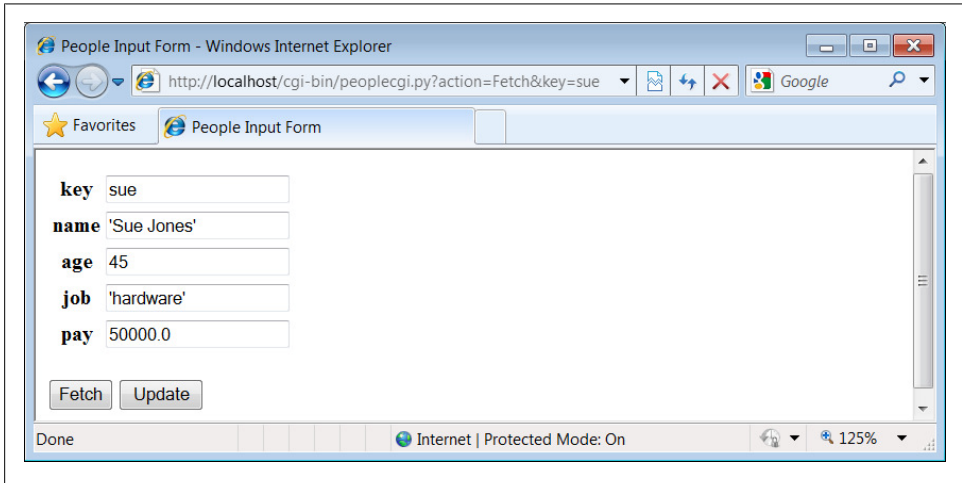 People Input Form - Windows Internet Explorer
http://localhost/cgi-bin/peoplecgi.py?action=Fetch&key=sue
Google
Favorites
People Input Form
key sue
name 'Sue Jones'
age 45
job 'hardware'
pay 50000.0
Fetch Update
Done
Internet | Protected Mode: On
125%